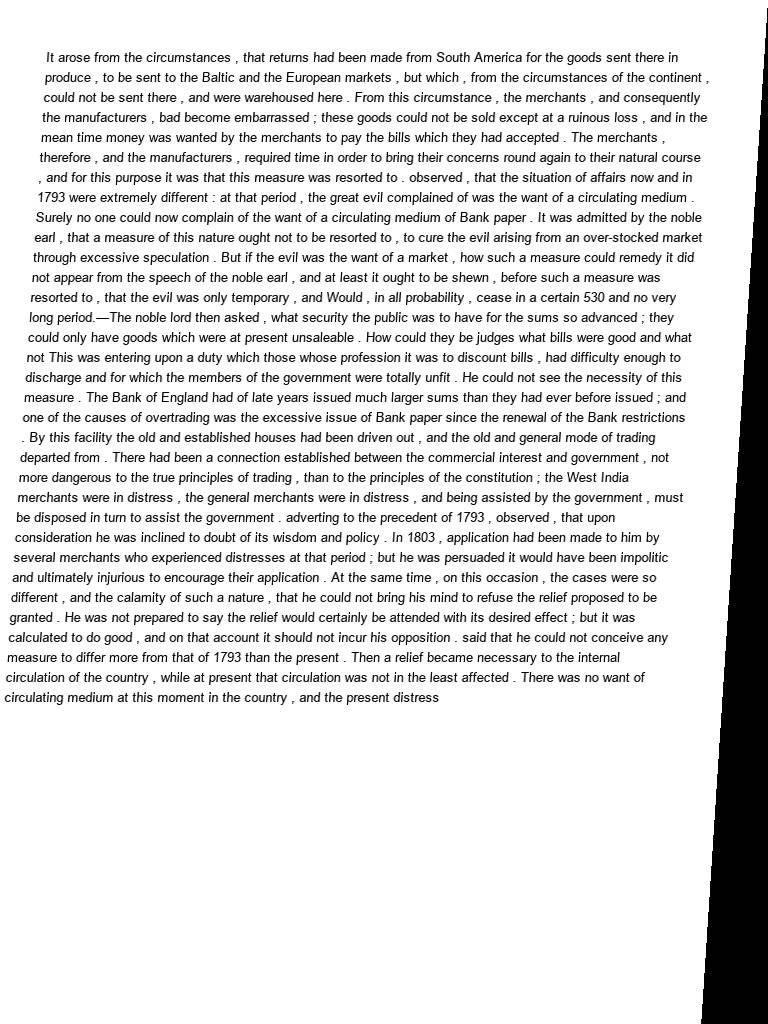 It arose from the circumstances , that returns had been made from South America for the goods sent there in
produce , to be sent to the Baltic and the European markets , but which , from the circumstances of the continent ,
could not be sent there , and were warehoused here . From this circumstance , the merchants , and consequently
the manufacturers , bad become embarrassed ; these goods could not be sold except at a ruinous loss , and in the
mean time money was wanted by the merchants to pay the bills which they had accepted . The merchants ,
therefore , and the manufacturers , required time in order to bring their concerns round again to their natural course
, and for this purpose it was that this measure was resorted to . observed , that the situation of affairs now and in
1793 were extremely different : at that period , the great evil complained of was the want of a circulating medium .
Surely no one could now complain of the want of a circulating medium of Bank paper . It was admitted by the noble
earl , that a measure of this nature ought not to be resorted to , to cure the evil arising from an over-stocked market
through excessive speculation . But if the evil was the want of a market , how such a measure could remedy it did
not appear from the speech of the noble earl , and at least it ought to be shewn , before such a measure was
resorted to , that the evil was only temporary , and Would , in all probability , cease in a certain 530 and no very
long period.—The noble lord then asked , what security the public was to have for the sums so advanced ; they
could only have goods which were at present unsaleable . How could they be judges what bills were good and what
not This was entering upon a duty which those whose profession it was to discount bills , had difficulty enough to
discharge and for which the members of the government were totally unfit . He could not see the necessity of this
measure . The Bank of England had of late years issued much larger sums than they had ever before issued ; and
one of the causes of overtrading was the excessive issue of Bank paper since the renewal of the Bank restrictions
. By this facility the old and established houses had been driven out , and the old and general mode of trading
departed from . There had been a connection established between the commercial interest and government , not
more dangerous to the true principles of trading , than to the principles of the constitution ; the West India
merchants were in distress , the general merchants were in distress , and being assisted by the government , must
be disposed in turn to assist the government . adverting to the precedent of 1793 , observed , that upon
consideration he was inclined to doubt of its wisdom and policy . In 1803 , application had been made to him by
several merchants who experienced distresses at that period ; but he was persuaded it would have been impolitic
and ultimately injurious to encourage their application . At the same time , on this occasion , the cases were so
different , and the calamity of such a nature , that he could not bring his mind to refuse the relief proposed to be
granted . He was not prepared to say the relief would certainly be attended with its desired effect ; but it was
calculated to do good , and on that account it should not incur his opposition . said that he could not conceive any
measure to differ more from that of 1793 than the present . Then a relief became necessary to the internal
circulation of the country , while at present that circulation was not in the least affected . There was no want of
circulating medium at this moment in the country , and the present distress